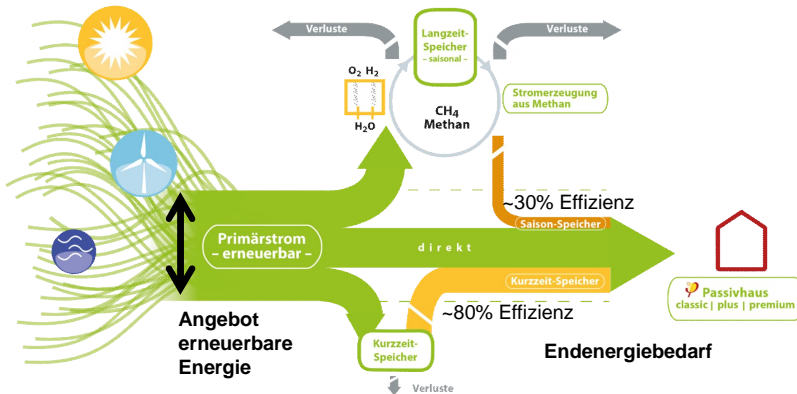 Verluste
Langzeit-
Speicher
– saisonal –
Verluste
O2 H2
H2O
CH4
Methan
Stromerzeugung
aus Methan
~30% Effizienz
Saison-Speicher
Primärstrom
– erneuerbar –
direkt
Kurzzeit-Speicher
Passivhaus
classic | plus | premium
~80% Effizienz
Angebot
erneuerbare
Energie
Kurzzeit-
Speicher
Endenergiebedarf
Verluste